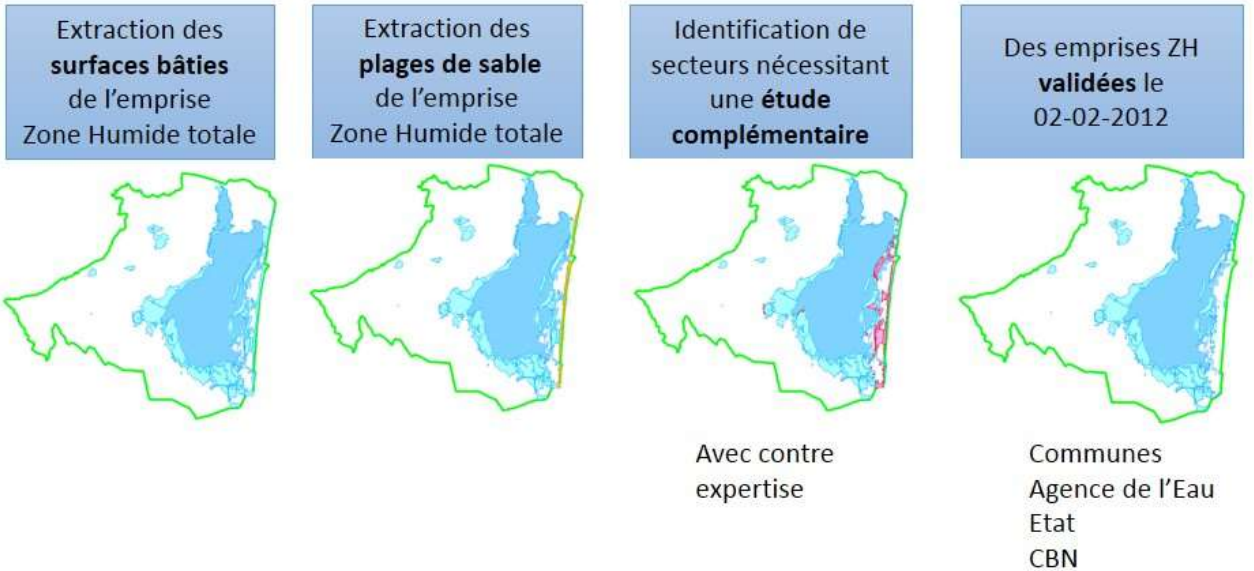 Extraction des
surfaces bâties
de l'emprise
Zone Humide totale
Extraction des
plages de sable
de l'emprise
Zone Humide totale
Identification de
secteurs nécessitant
une étude
complémentaire
Des emprises ZH
validées le
02-02-2012
Avec contre
expertise
Communes
Agence de l'Eau
Etat
CBN